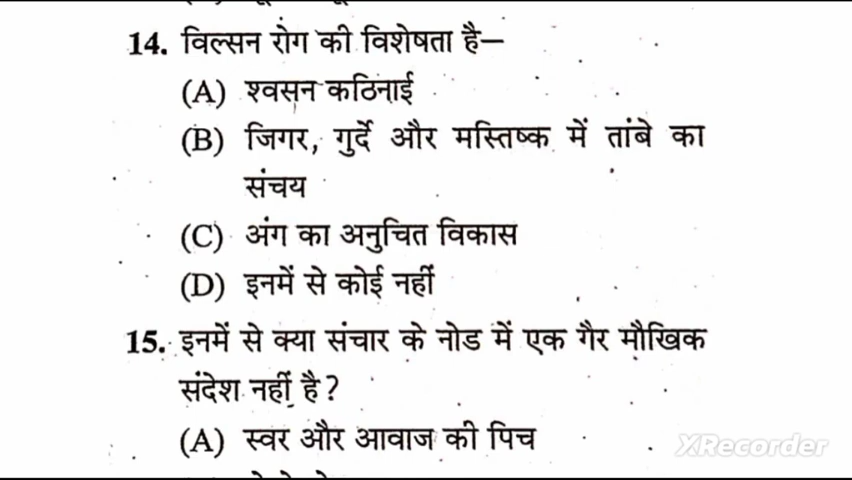 14. विल्सन रोग की विशेषता है–
(A) श्वसन कठिनाई
(B) जिगर, गुर्दे और मस्तिष्क में तांबे का
संचय
(C) अंग का अनुचित विकास
(D) इनमें से कोई नहीं
15. इनमें से क्या संचार के नोड में एक गैर मौखिक
संदेश नहीं है?
(A) स्वर और आवाज की पिच
XRecorder